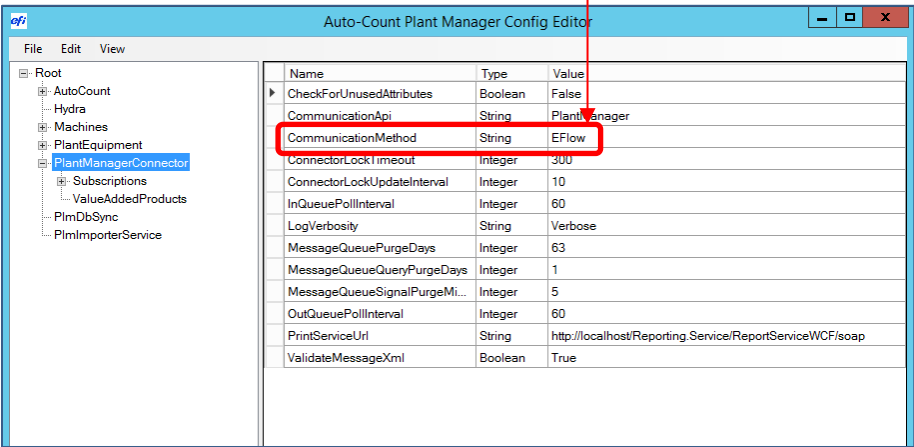 efi Auto-Count Plant Manager Config Editor
File Edit View
Root
AutoCount
Hydra
Machines
PlantEquipment
PlantManagerConnector
Subscriptions
ValueAddedProducts
PlmDbSync
PlmImporterService
Name Type Value
CheckForUnusedAttributes Boolean False
CommunicationApi String PlantManager
CommunicationMethod String EFlow
ConnectorLockTimeout Integer 300
ConnectorLockUpdateInterval Integer 10
InQueuePollInterval Integer 60
LogVerbosity String Verbose
MessageQueuePurgeDays Integer 63
MessageQueueQueryPurgeDays Integer 1
MessageQueueSignalPurgeMi... Integer 5
OutQueuePollInterval Integer 60
PrintServiceUrl String http://localhost/Reporting.Service/ReportServiceWCF/soap
ValidateMessageXml Boolean True